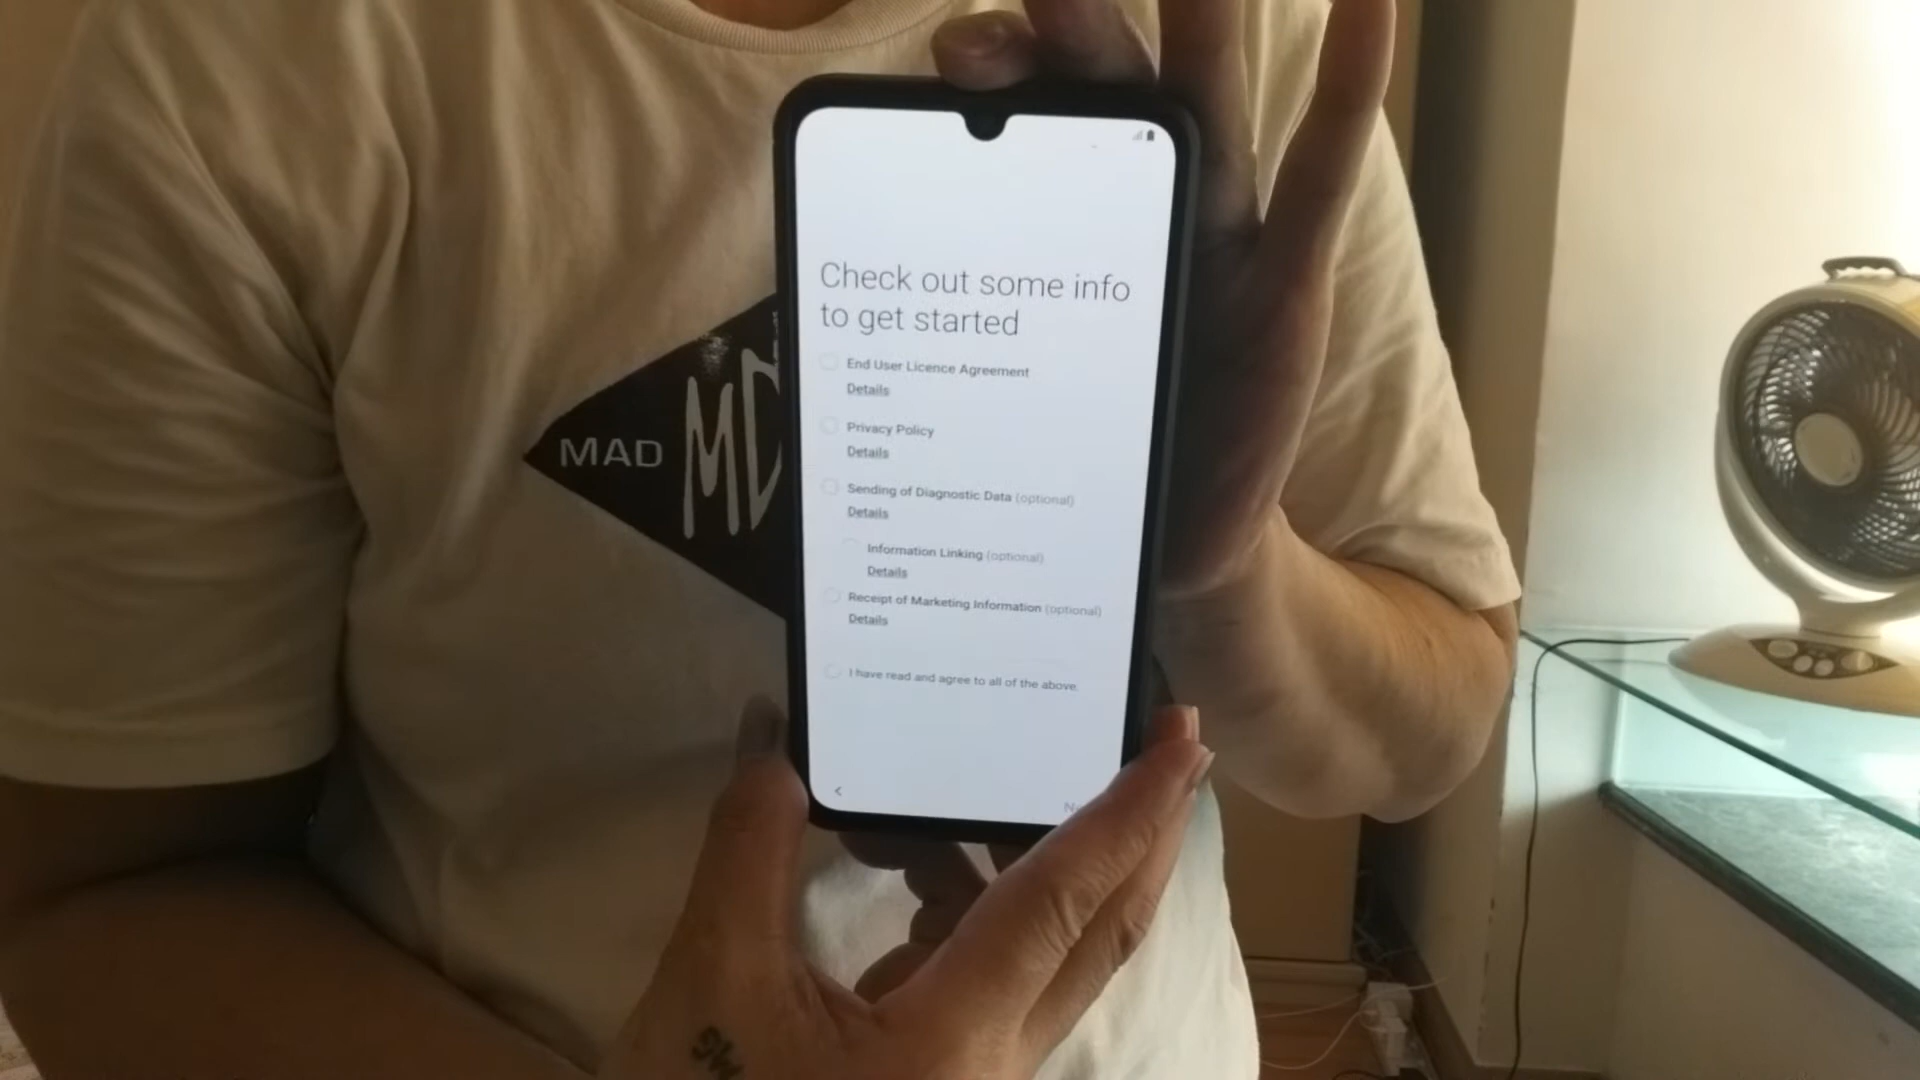 MAD
Check out some info
to get started
End User Licence Agreement
Details
Privacy Policy
Details
Sending of Diagnostic Data (optional)
Details
Information Linking (optional)
Details
Receipt of Marketing Information (optional)
Details
I have read and agree to all of the above.